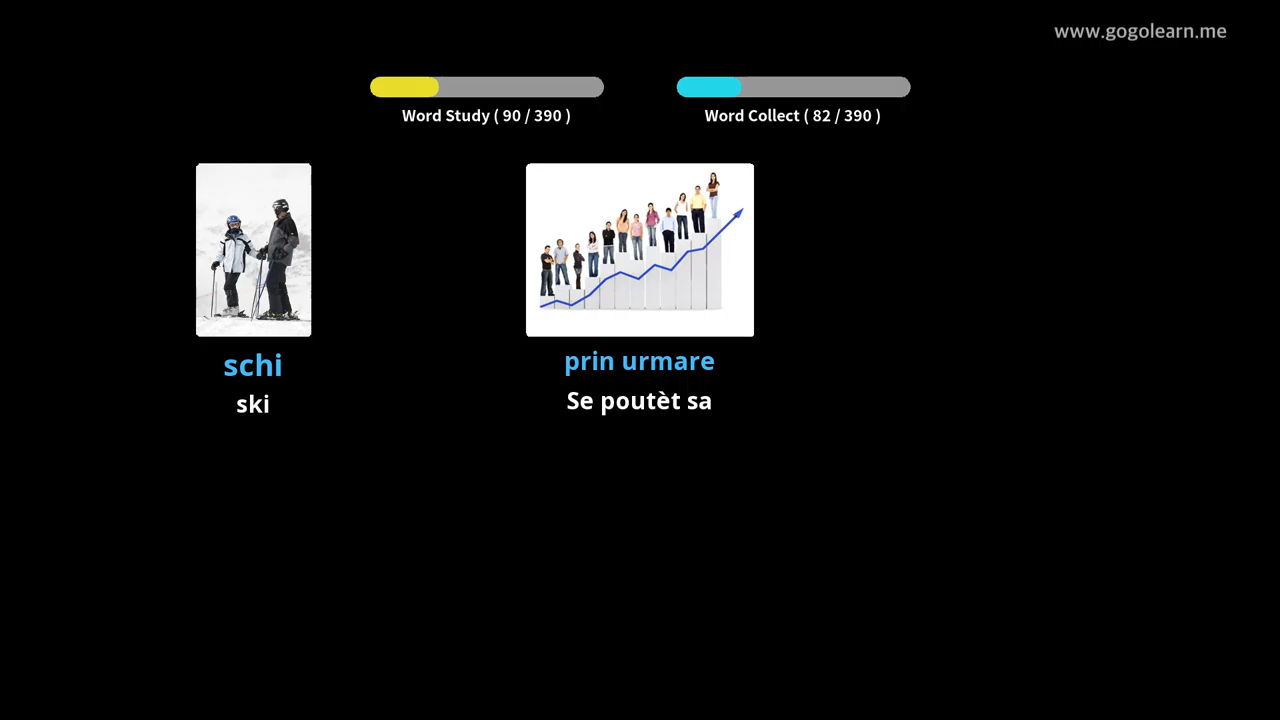 www.gogolearn.me
Word Study ( 90 / 390 )
Word Collect ( 82 / 390 )
schi
ski
prin urmare
Se poutèt sa